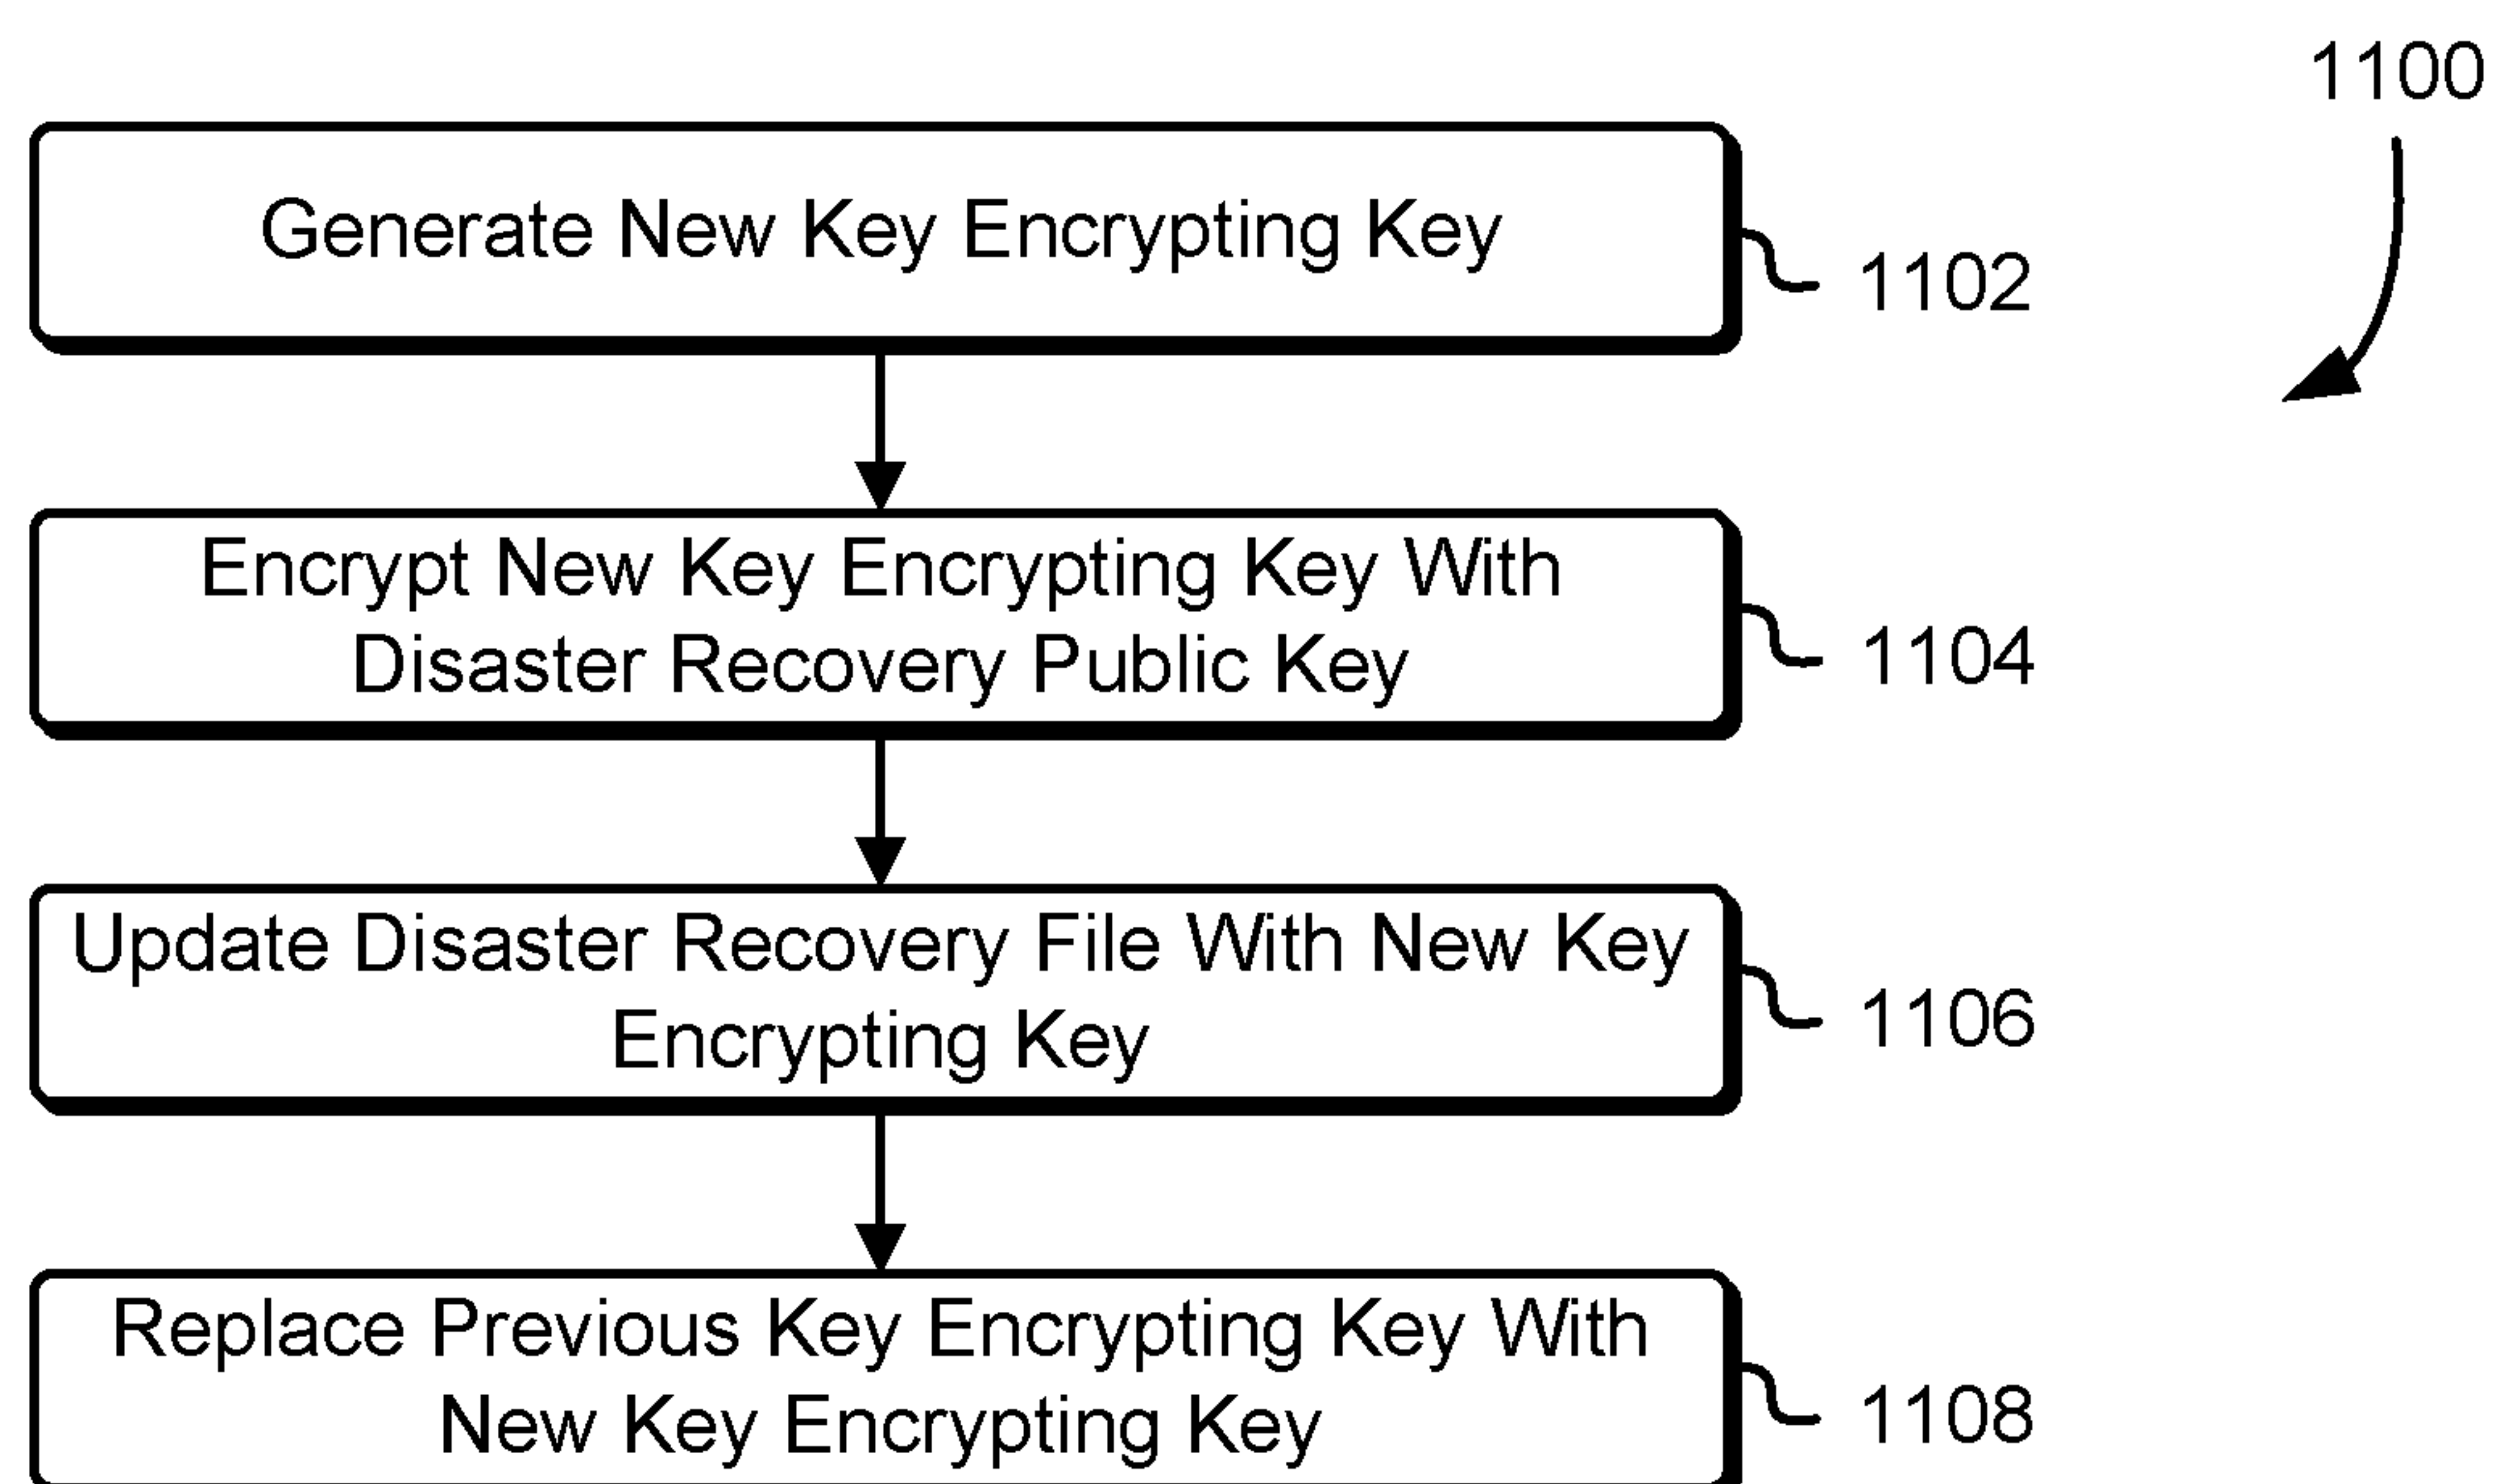 1100
Generate New Key Encrypting Key
1102
Encrypt New Key Encrypting Key With
Disaster Recovery Public Key
1104
Update Disaster Recovery File With New Key
Encrypting Key
1106
Replace Previous Key Encrypting Key With
New Key Encrypting Key
1108